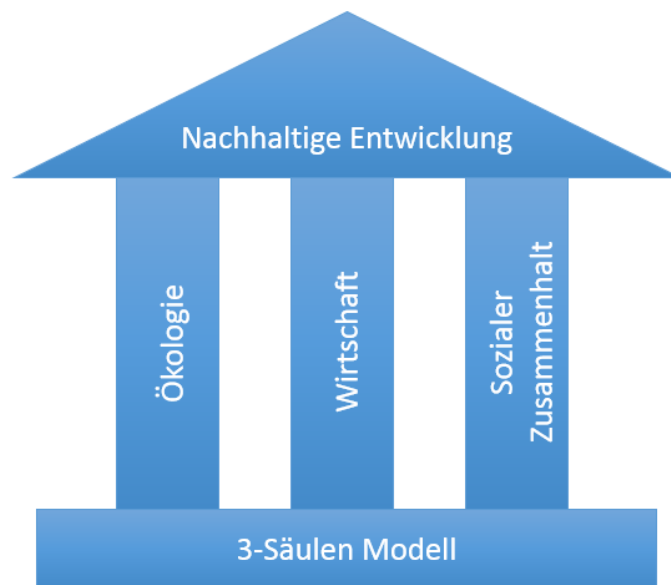 Nachhaltige Entwicklung
Ökologie
Wirtschaft
Sozialer
Zusammenhalt
3-Säulen Modell